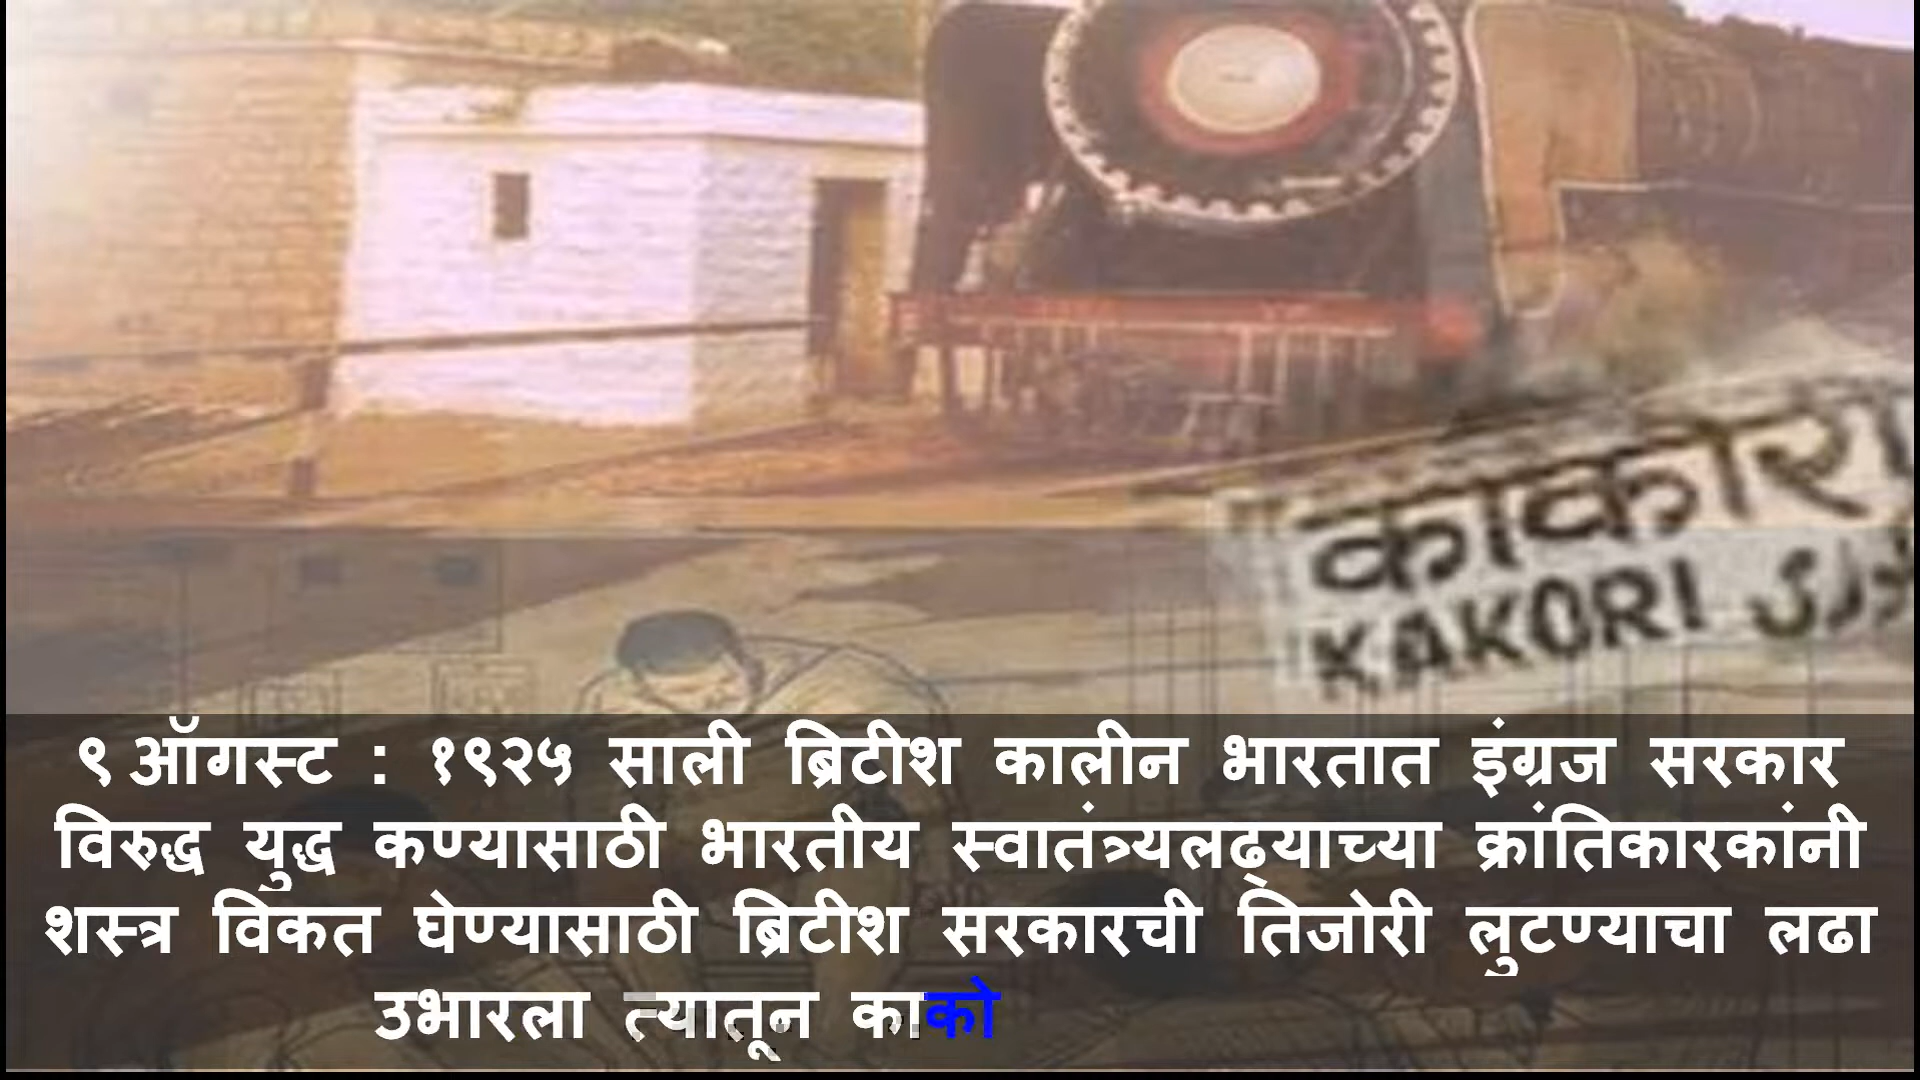 काकोरी
KAKORI
९ ऑगस्ट : १९२५ साली ब्रिटीश कालीन भारतात इंग्रज सरकार
विरुद्ध युद्ध कण्यासाठी भारतीय स्वातंत्र्यलढ्याच्या क्रांतिकारकांनी
शस्त्र विकत घेण्यासाठी ब्रिटीश सरकारची तिजोरी लुटण्याचा लढा
उभारला त्यातून काको